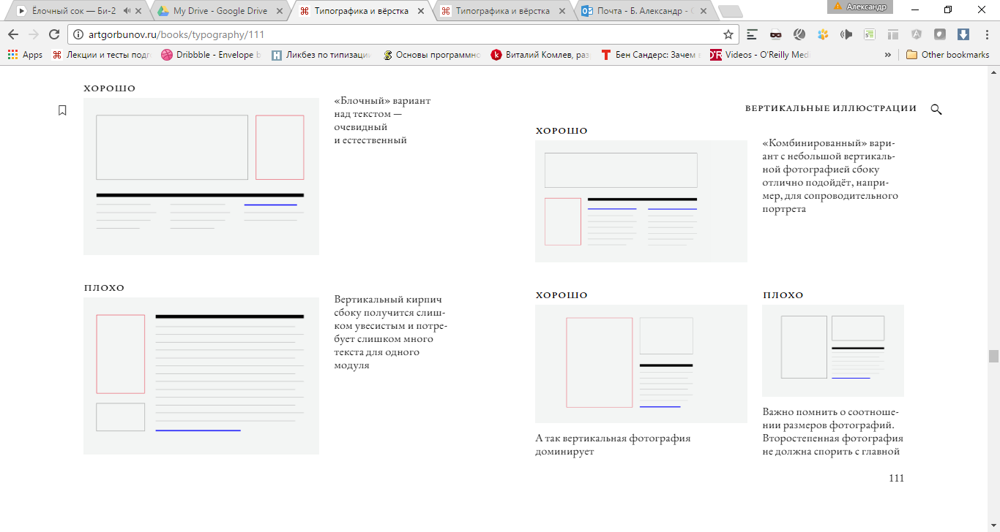 Ёлочный сок — Би-2
My Drive - Google Drive
Типографика и вёрстка
Типографика и вёрстка
Почта - Б. Александр -
Александр
artgorbunov.ru/books/typography/111
Apps
Лекции и тесты подг
Dribbble - Envelope b
Ликбез по типизации
Основы программно
Виталий Комлев, раз
Бен Сандерс: Зачем
Videos - O'Reilly Med
» Other bookmarks
ХОРОШО
«Блочный» вариант
над текстом —
очевидный
и естественный
ВЕРТИКАЛЬНЫЕ ИЛЛЮСТРАЦИИ
ХОРОШО
«Комбинированный» вари-
ант с небольшой вертикаль-
ной фотографией сбоку
отлично подойдёт, напри-
мер, для сопроводительного
портрета
ПЛОХО
Вертикальный кирпич
сбоку получится слиш-
ком увесистым и потре-
бует слишком много
текста для одного
модуля
ХОРОШО
А так вертикальная фотография
доминирует
ПЛОХО
Важно помнить о соотноше-
нии размеров фотографий.
Второстепенная фотография
не должна спорить с главной
111